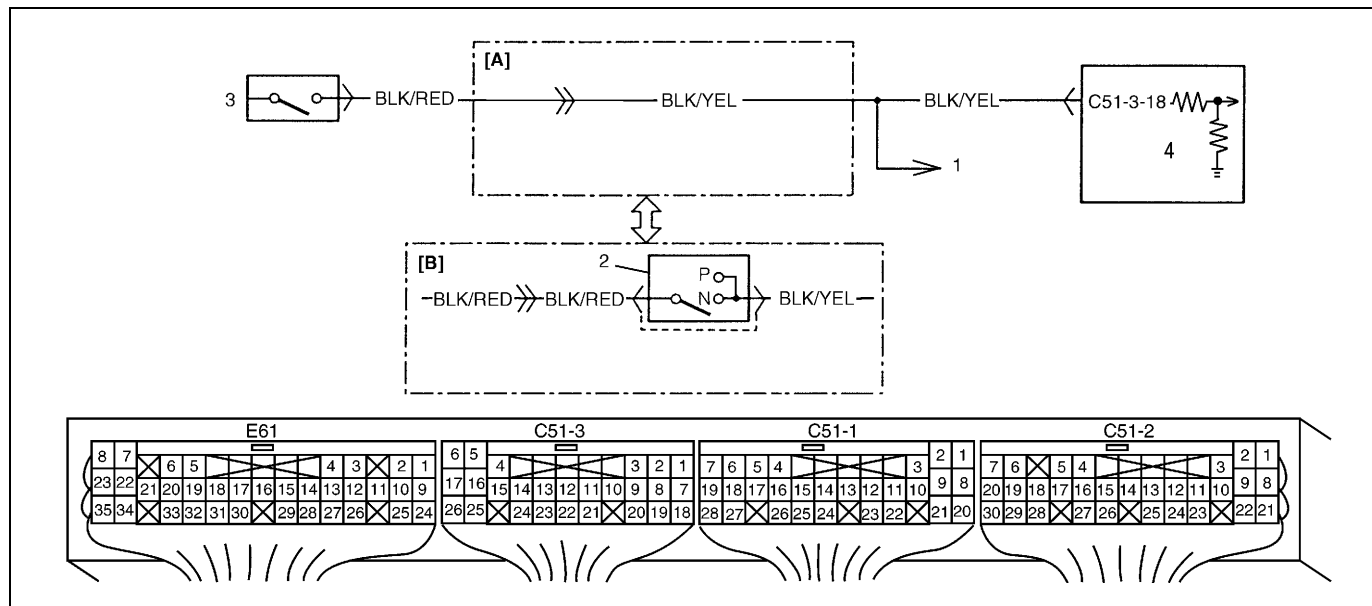 [A]
3 BLK/RED BLK/YEL BLK/YEL C51-3-18
1 4
[B] 2 P
BLK/RED BLK/RED N BLK/YEL
E61 C51-3 C51-1 C51-2
8 7 6 5 4 3 2 1 6 5 4 3 2 1 7 6 5 4 3 2 1 7 6 5 4 3 2 1
23 22 21 20 19 18 17 16 15 14 13 12 11 10 9 17 16 15 14 13 12 11 10 9 8 7 19 18 17 16 15 14 13 12 11 10 9 8 20 19 18 17 16 15 14 13 12 11 10 9 8
35 34 33 32 31 30 29 28 27 26 25 24 26 25 24 23 22 21 20 19 18 28 27 26 25 24 23 22 21 20 30 29 28 27 26 25 24 23 22 21